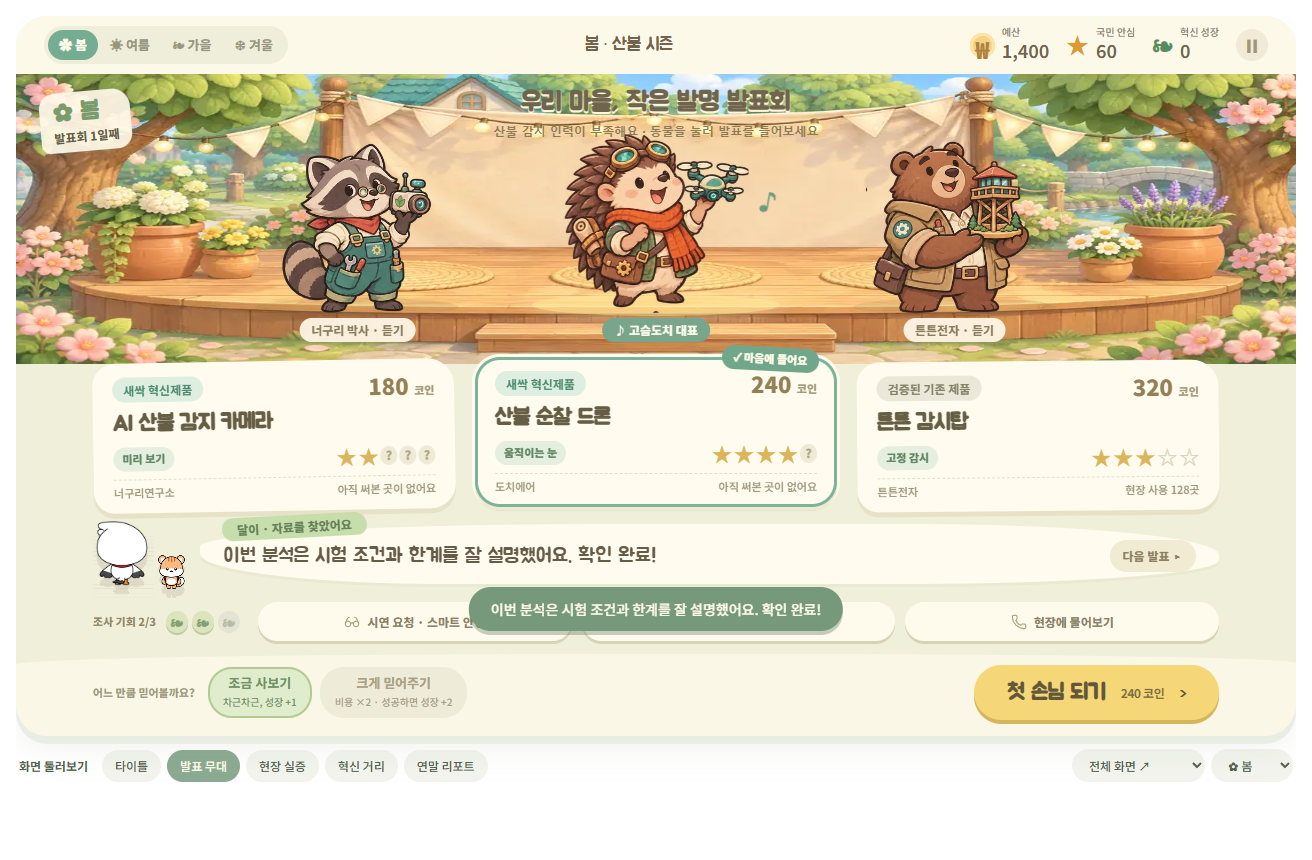 ✽ 봄
☀ 여름
❧ 가을
❄ 겨울
봄 · 산불 시즌
예산
1,400
국민 안심
60
혁신 성장
0
✿ 봄
발표회 1일째
우리 마을, 작은 발명 발표회
산불 감지 인력이 부족해요 · 동물을 눌러 발표를 들어보세요
너구리 박사 · 듣기
♪ 고슴도치 대표
튼튼전자 · 듣기
새싹 혁신제품
180 코인
AI 산불 감지 카메라
미리 보기
★★???
너구리연구소
아직 써본 곳이 없어요
✓마음에 들어요
새싹 혁신제품
240 코인
산불 순찰 드론
움직이는 눈
★★★★?
도치에어
아직 써본 곳이 없어요
검증된 기존 제품
320 코인
튼튼 감시탑
고정 감시
★★★☆☆
튼튼전자
현장 사용 128곳
달이 · 자료를 찾았어요
이번 분석은 시험 조건과 한계를 잘 설명했어요. 확인 완료!
다음 발표 ▸
조사 기회 2/3
시연 요청 · 스마트
이번 분석은 시험 조건과 한계를 잘 설명했어요. 확인 완료!
현장에 물어보기
어느 만큼 믿어볼까요?
조금 사보기
차근차근, 성장 +1
크게 믿어주기
비용 ×2 · 성공하면 성장 +2
첫 손님 되기 240 코인 ›
화면 둘러보기
타이틀
발표 무대
현장 실증
혁신 거리
연말 리포트
전체 화면 ↗
✿ 봄